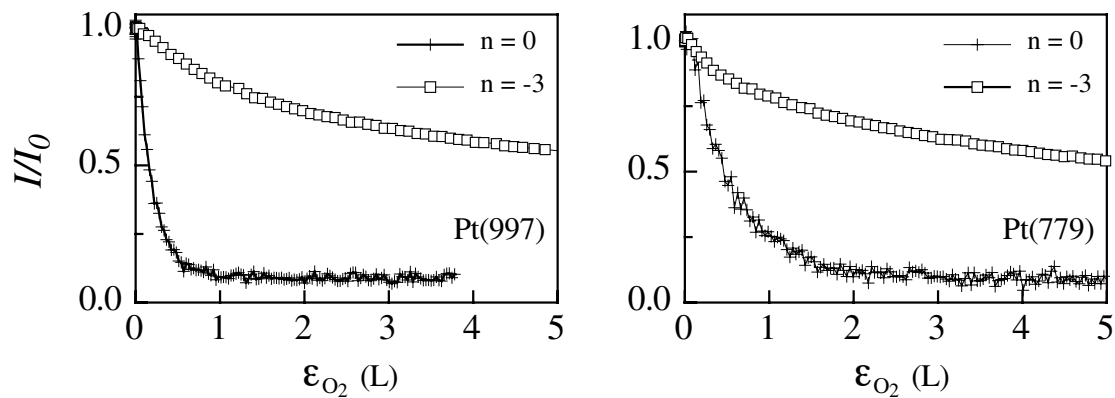 1.0
0.5
0.0
I/I0
n = 0
n = -3
Pt(997)
0 1 2 3 4 5
εO2 (L)
1.0
0.5
0.0
n = 0
n = -3
Pt(779)
0 1 2 3 4 5
εO2 (L)